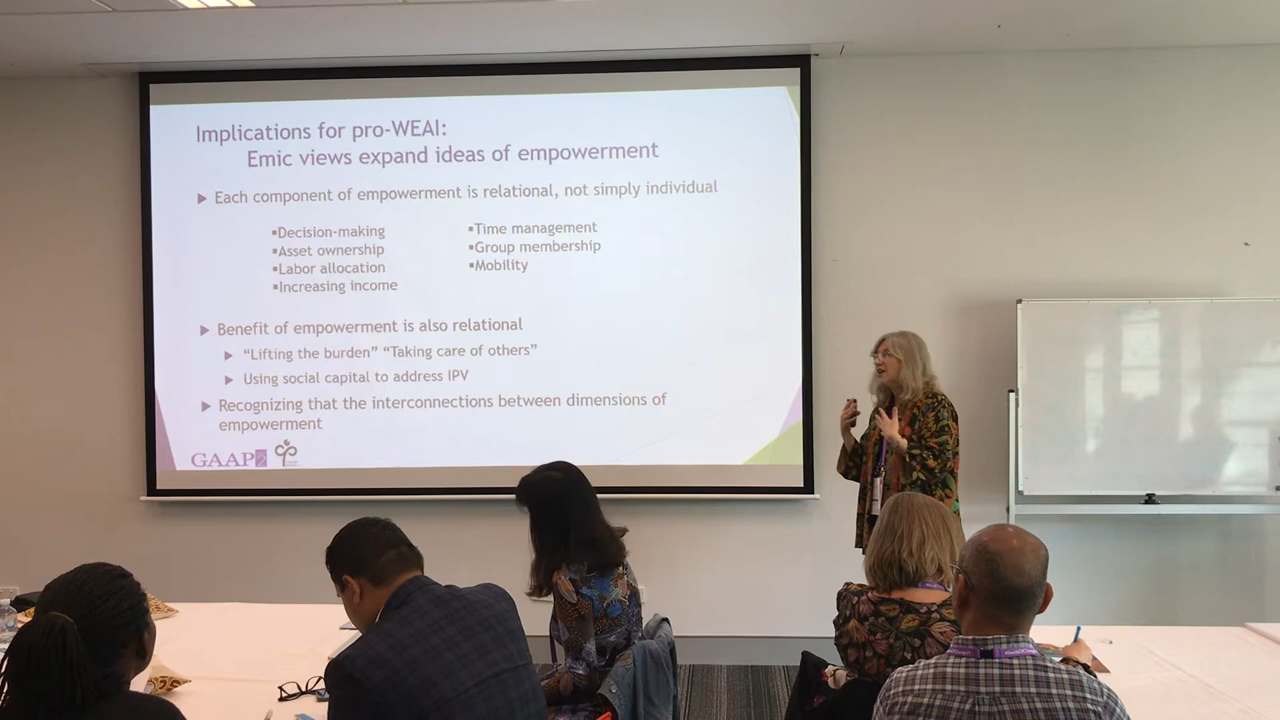 Implications for pro-WEAI:
Emic views expand ideas of empowerment
Each component of empowerment is relational, not simply individual
Decision-making
Asset ownership
Labor allocation
Increasing income
Time management
Group membership
Mobility
Benefit of empowerment is also relational
“Lifting the burden” “Taking care of others”
Using social capital to address IPV
Recognizing that the interconnections between dimensions of
empowerment
GAAP2